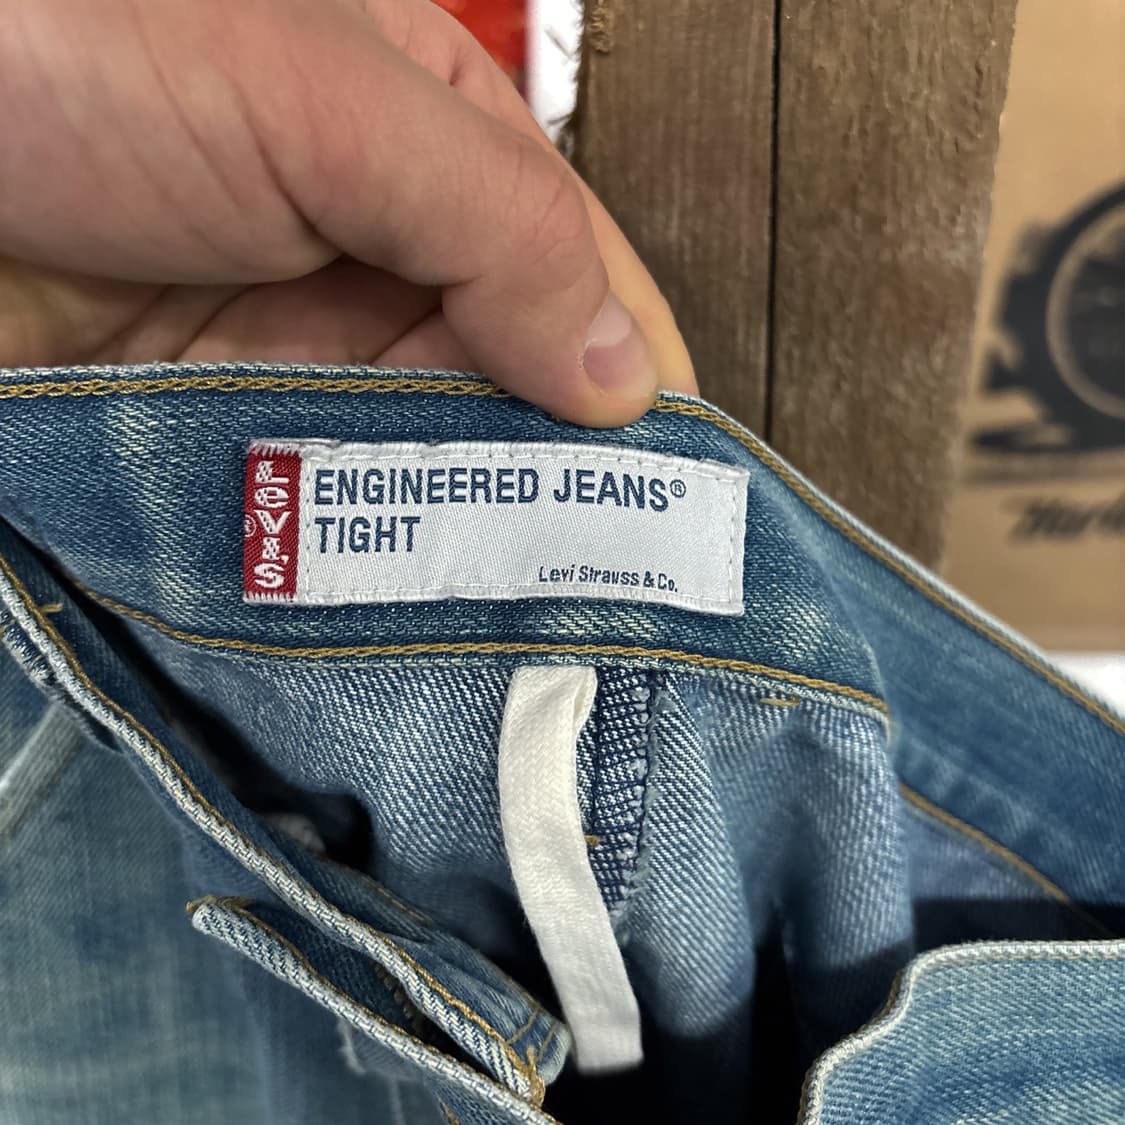 LEVI'S®
ENGINEERED JEANS®
TIGHT
Levi Strauss & Co.